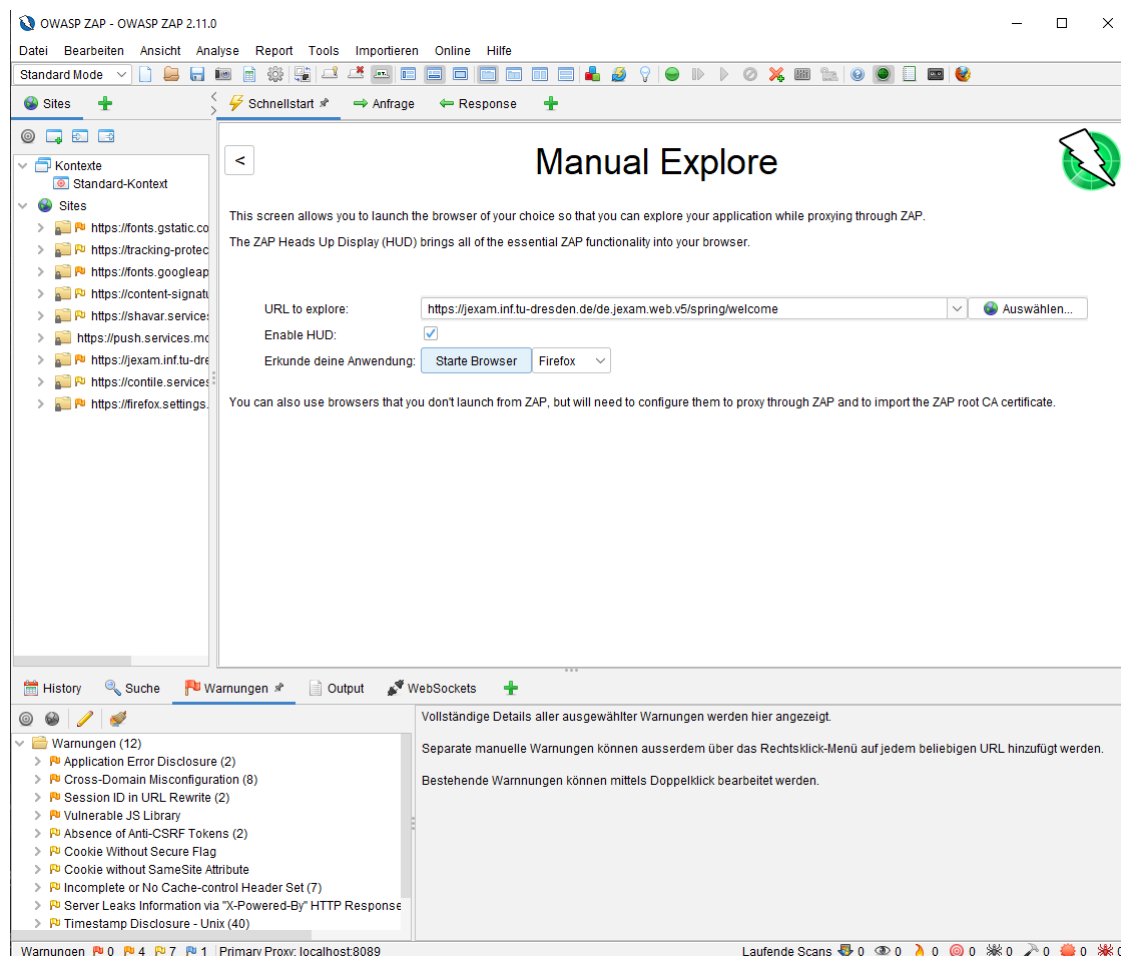 OWASP ZAP - OWASP ZAP 2.11.0
Datei Bearbeiten Ansicht Analyse Report Tools Importieren Online Hilfe
Standard Mode
Sites
Schnellstart Anfrage Response
Manual Explore
<
Kontexte
Standard-Kontext
Sites
https://fonts.gstatic.co
https://tracking-protec
https://fonts.googleap
https://content-signatu
https://shavar.services
https://push.services.mo
https://jexam.inf.tu-dre
https://contile.services
https://firefox.settings.
This screen allows you to launch the browser of your choice so that you can explore your application while proxying through ZAP.
The ZAP Heads Up Display (HUD) brings all of the essential ZAP functionality into your browser.
URL to explore: https://jexam.inf.tu-dresden.de/de.jexam.web.v5/spring/welcome Auswählen...
Enable HUD:
Erkunde deine Anwendung: Starte Browser Firefox
You can also use browsers that you don't launch from ZAP, but will need to configure them to proxy through ZAP and to import the ZAP root CA certificate.
History Suche Warnungen Output WebSockets
Warnungen (12)
Application Error Disclosure (2)
Cross-Domain Misconfiguration (8)
Session ID in URL Rewrite (2)
Vulnerable JS Library
Absence of Anti-CSRF Tokens (2)
Cookie Without Secure Flag
Cookie without SameSite Attribute
Incomplete or No Cache-control Header Set (7)
Server Leaks Information via "X-Powered-By" HTTP Response
Timestamp Disclosure - Unix (40)
Vollständige Details aller ausgewählter Warnungen werden hier angezeigt.
Separate manuelle Warnungen können ausserdem über das Rechtsklick-Menü auf jedem beliebigen URL hinzufügt werden.
Bestehende Warnnungen können mittels Doppelklick bearbeitet werden.
Warnungen 0 4 7 1 Primary Proxy: localhost:8089 Laufende Scans 0 0 0 0 0 0 0 0